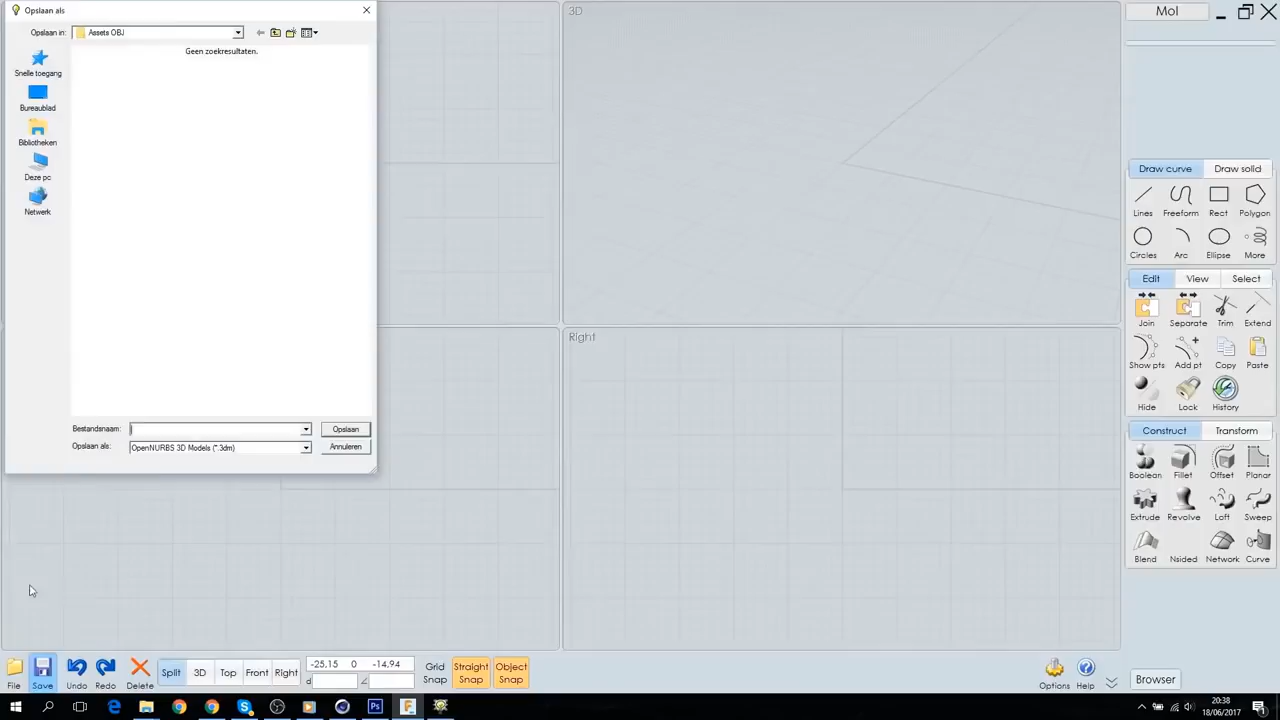 Opslaan als
Opslaan in: Assets OBJ
Geen zoekresultaten.
Snelle toegang
Bureaublad
Bibliotheken
Deze pc
Netwerk
Bestandsnaam:
Opslaan
Opslaan als: OpenNURBS 3D Models (*.3dm)
Annuleren
3D
Right
MoI
Draw curve Draw solid
Lines Freeform Rect Polygon
Circles Arc Ellipse More
Edit View Select
Join Separate Trim Extend
Show pts Add pt Copy Paste
Hide Lock History
Construct Transform
Boolean Fillet Offset Planar
Extrude Revolve Loft Sweep
Blend Nsided Network Curve
File Save Undo Redo Delete Split 3D Top Front Right
-25.15 0 -14.94
d ∠
Grid Snap
Straight Snap
Object Snap
Options Help Browser
20:38
18/06/2017